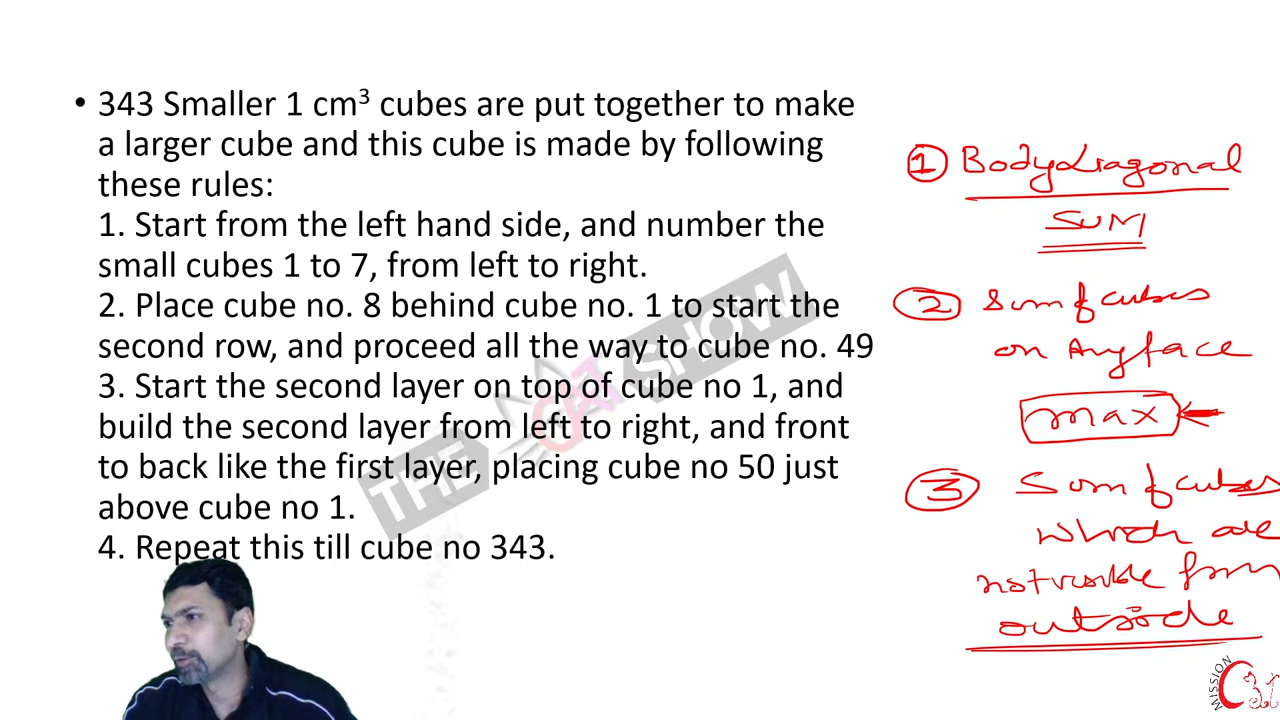 • 343 Smaller 1 cm³ cubes are put together to make
a larger cube and this cube is made by following
these rules:
1. Start from the left hand side, and number the
small cubes 1 to 7, from left to right.
2. Place cube no. 8 behind cube no. 1 to start the
second row, and proceed all the way to cube no. 49
3. Start the second layer on top of cube no 1, and
build the second layer from left to right, and front
to back like the first layer, placing cube no 50 just
above cube no 1.
4. Repeat this till cube no 343.
THE CAT SHOW
① Bodydiagonal
SUM
② Sum of cubes
on Any face
max
③ Sum of cubes
which are
not visible from
outside
MISSION
CAT